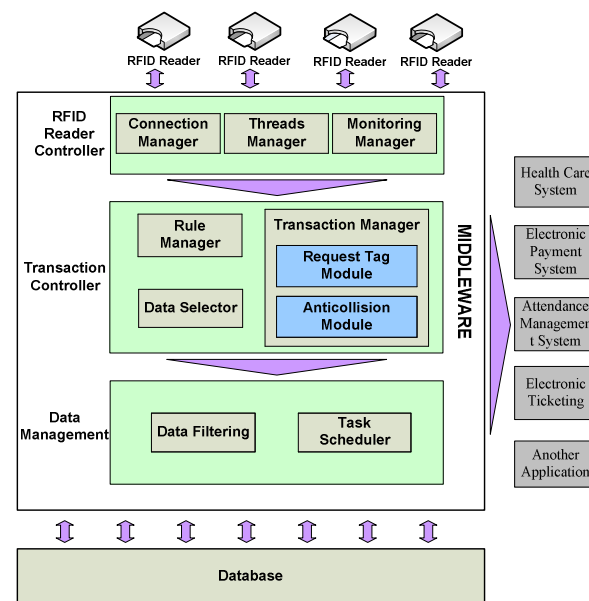 RFID Reader
RFID Reader
RFID Reader
RFID Reader
RFID
Reader
Controller
Connection
Manager
Threads
Manager
Monitoring
Manager
Transaction
Controller
Rule
Manager
Data Selector
Transaction Manager
Request Tag
Module
Anticollision
Module
MIDDLEWARE
Data
Management
Data Filtering
Task
Scheduler
Health Care
System
Electronic
Payment
System
Attendance
Managemen
t System
Electronic
Ticketing
Another
Application
Database